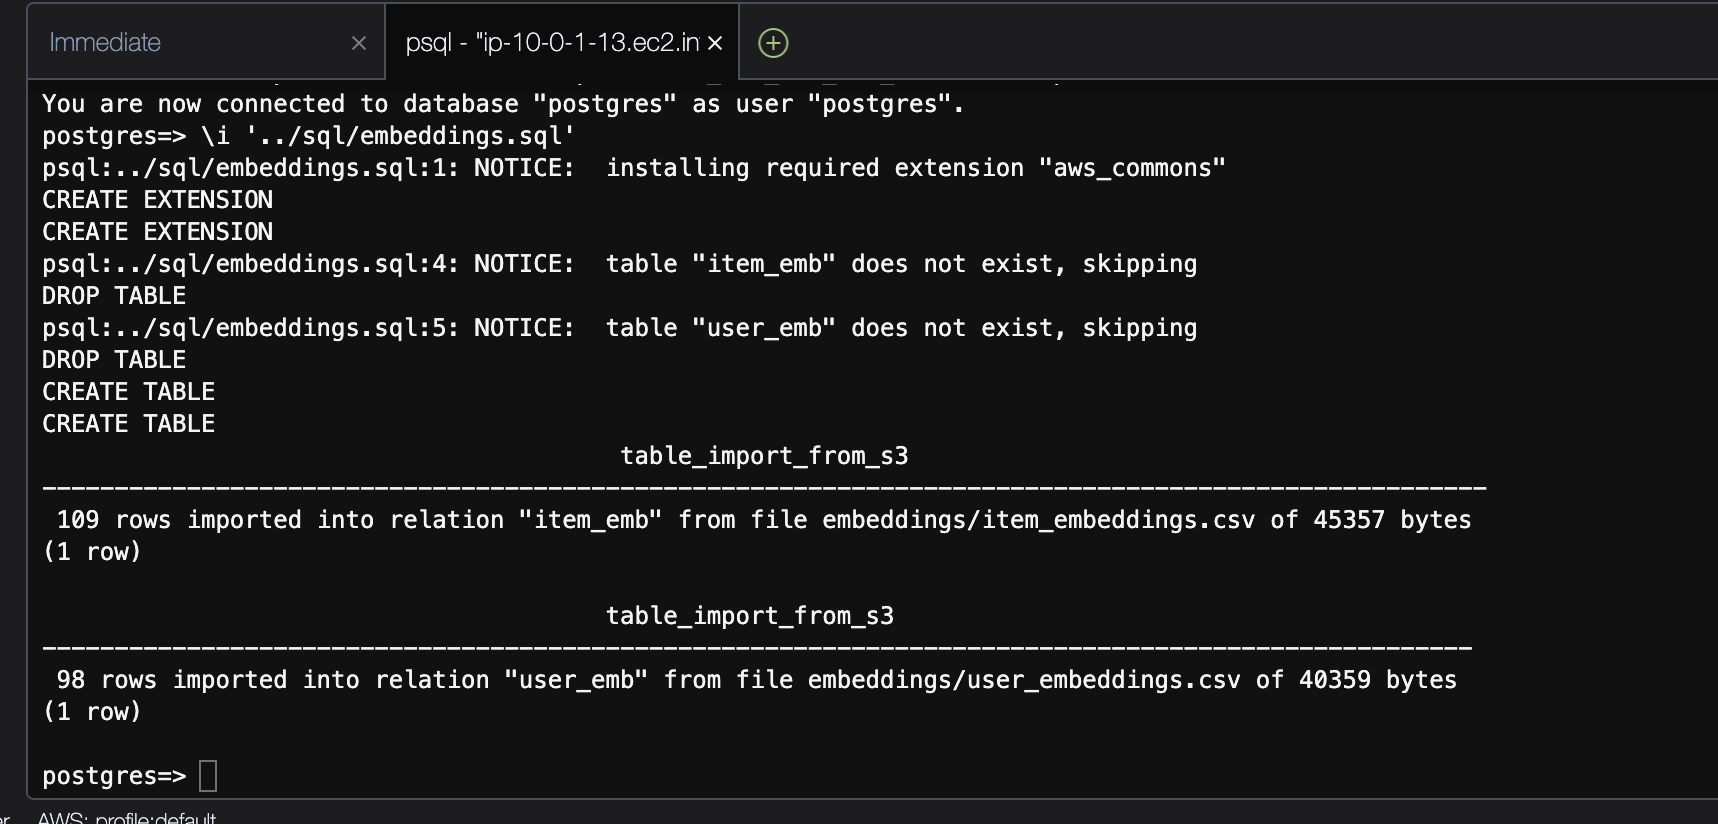 Immediate × psql - "ip-10-0-1-13.ec2.in × +
You are now connected to database "postgres" as user "postgres".
postgres=> \i '../sql/embeddings.sql'
psql:../sql/embeddings.sql:1: NOTICE:  installing required extension "aws_commons"
CREATE EXTENSION
CREATE EXTENSION
psql:../sql/embeddings.sql:4: NOTICE:  table "item_emb" does not exist, skipping
DROP TABLE
psql:../sql/embeddings.sql:5: NOTICE:  table "user_emb" does not exist, skipping
DROP TABLE
CREATE TABLE
CREATE TABLE
table_import_from_s3
----------------------------------------------------------------------------------------------------
109 rows imported into relation "item_emb" from file embeddings/item_embeddings.csv of 45357 bytes
(1 row)
table_import_from_s3
---------------------------------------------------------------------------------------------------
98 rows imported into relation "user_emb" from file embeddings/user_embeddings.csv of 40359 bytes
(1 row)
postgres=>
AWS: profile:default